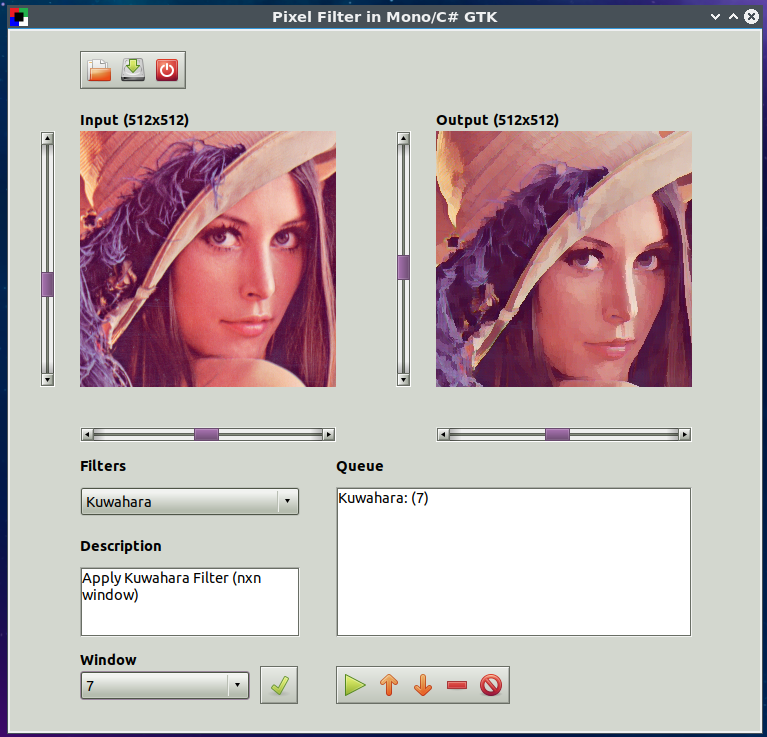 Pixel Filter in Mono/C# GTK
Input (512x512)
Output (512x512)
Filters
Queue
Kuwahara
Kuwahara: (7)
Description
Apply Kuwahara Filter (nxn
window)
Window
7